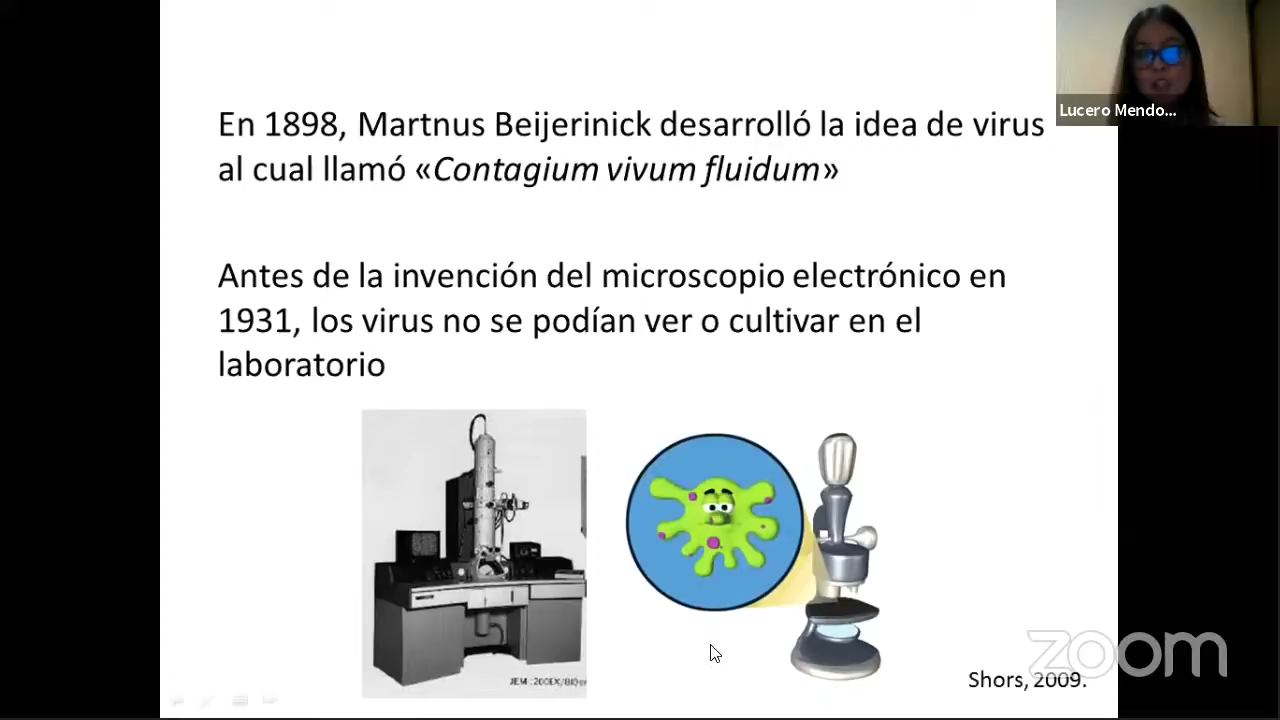 En 1898, Martnus Beijerinick desarrolló la idea de virus
al cual llamó «Contagium vivum fluidum»
Antes de la invención del microscopio electrónico en
1931, los virus no se podían ver o cultivar en el
laboratorio
Lucero Mendo...
Shors, 2009.
zoom